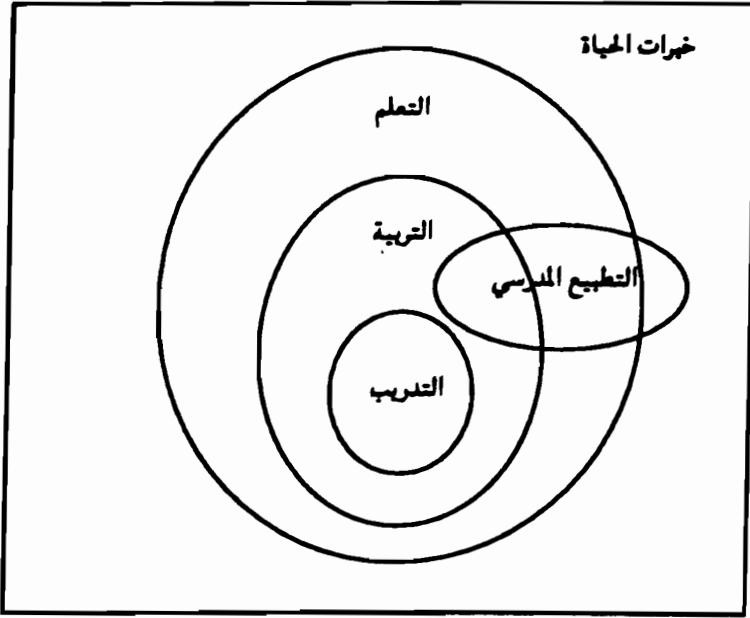 خبرات الحياة
التعلم
التربية
التطبيع المدرسي
التدريب